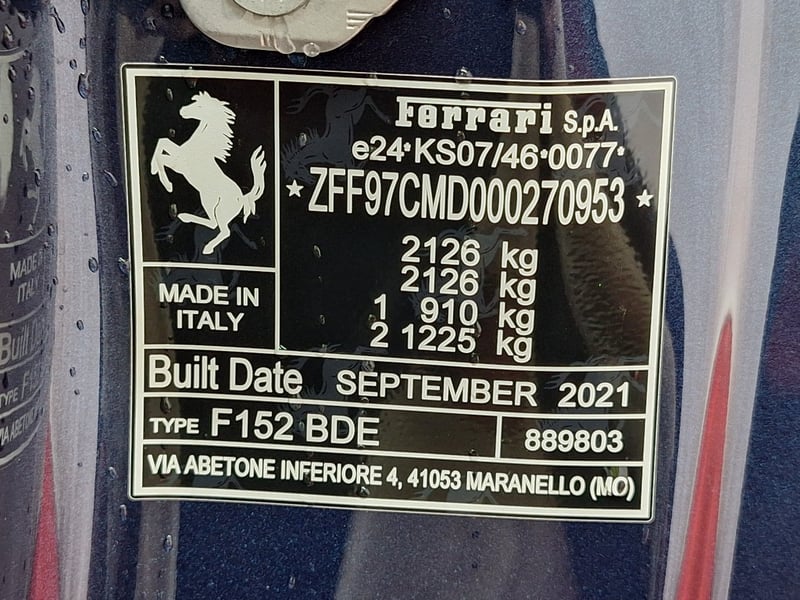 Ferrari S.p.A.
e24*KS07/46*0077*
★ ZFF97CMD000270953 ★
2126 kg
2126 kg
1 910 kg
2 1225 kg
MADE IN
ITALY
Built Date SEPTEMBER 2021
TYPE F152 BDE 889803
VIA ABETONE INFERIORE 4, 41053 MARANELLO (MO)